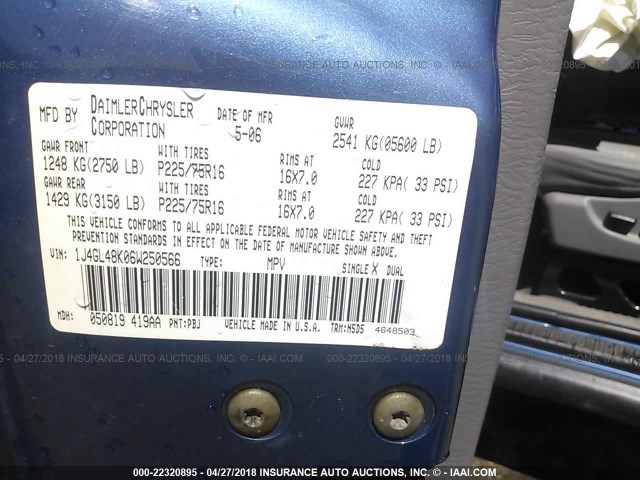 MFD BY DAIMLERCHRYSLER CORPORATION
DATE OF MFR 5-06
GVWR 2541 KG(05600 LB)
GAWR FRONT WITH TIRES RIMS AT COLD
1248 KG(2750 LB) P225/75R16 16X7.0 227 KPA( 33 PSI)
GAWR REAR WITH TIRES RIMS AT COLD
1429 KG(3150 LB) P225/75R16 16X7.0 227 KPA( 33 PSI)
THIS VEHICLE CONFORMS TO ALL APPLICABLE FEDERAL MOTOR VEHICLE SAFETY AND THEFT
PREVENTION STANDARDS IN EFFECT ON THE DATE OF MANUFACTURE SHOWN ABOVE.
VIN: 1J4GL48K06W250566 TYPE: MPV SINGLE X DUAL
MDH: 050819 419AA PNT:PBJ VEHICLE MADE IN U.S.A. TRM:N5D5 4648503
000-22320895 - 04/27/2018 INSURANCE AUTO AUCTIONS, INC. © - IAAI.COM